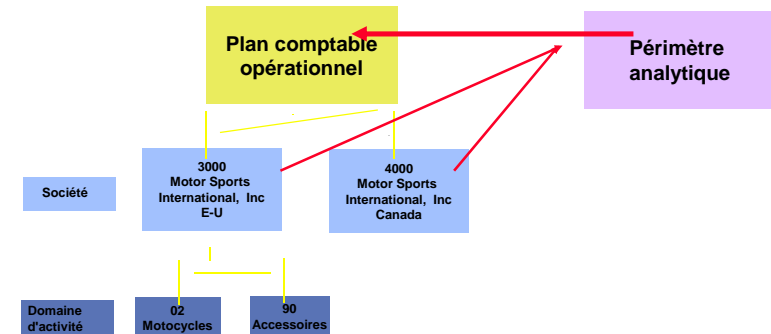 Plan comptable
opérationnel
Périmètre
analytique
Société
3000
Motor Sports
International, Inc
E-U
4000
Motor Sports
International, Inc
Canada
Domaine
d'activité
02
Motocycles
90
Accessoires